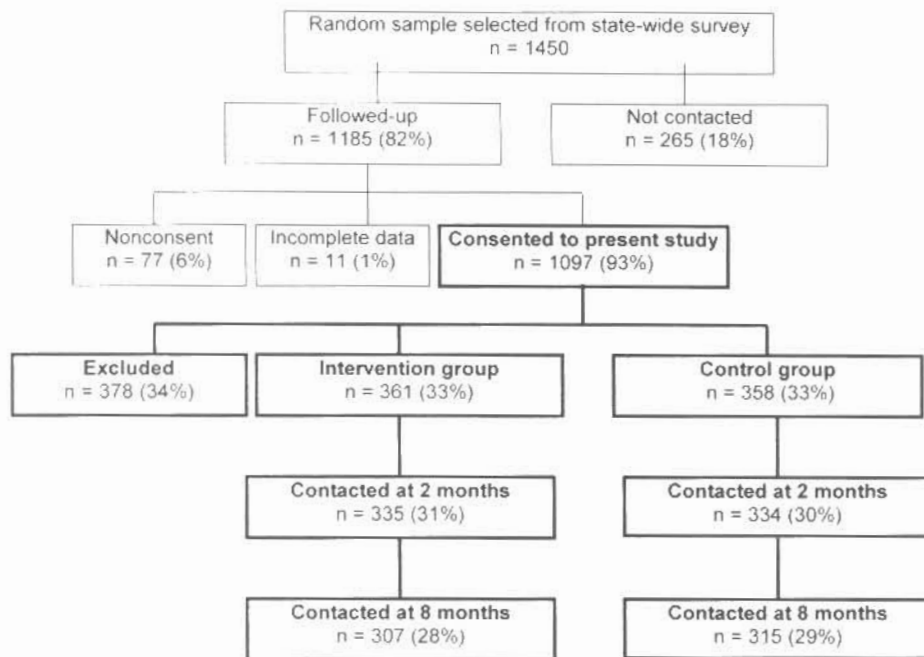 Random sample selected from state-wide survey
n = 1450
Followed-up
n = 1185 (82%)
Not contacted
n = 265 (18%)
Nonconsent
n = 77 (6%)
Incomplete data
n = 11 (1%)
Consented to present study
n = 1097 (93%)
Excluded
n = 378 (34%)
Intervention group
n = 361 (33%)
Control group
n = 358 (33%)
Contacted at 2 months
n = 335 (31%)
Contacted at 2 months
n = 334 (30%)
Contacted at 8 months
n = 307 (28%)
Contacted at 8 months
n = 315 (29%)